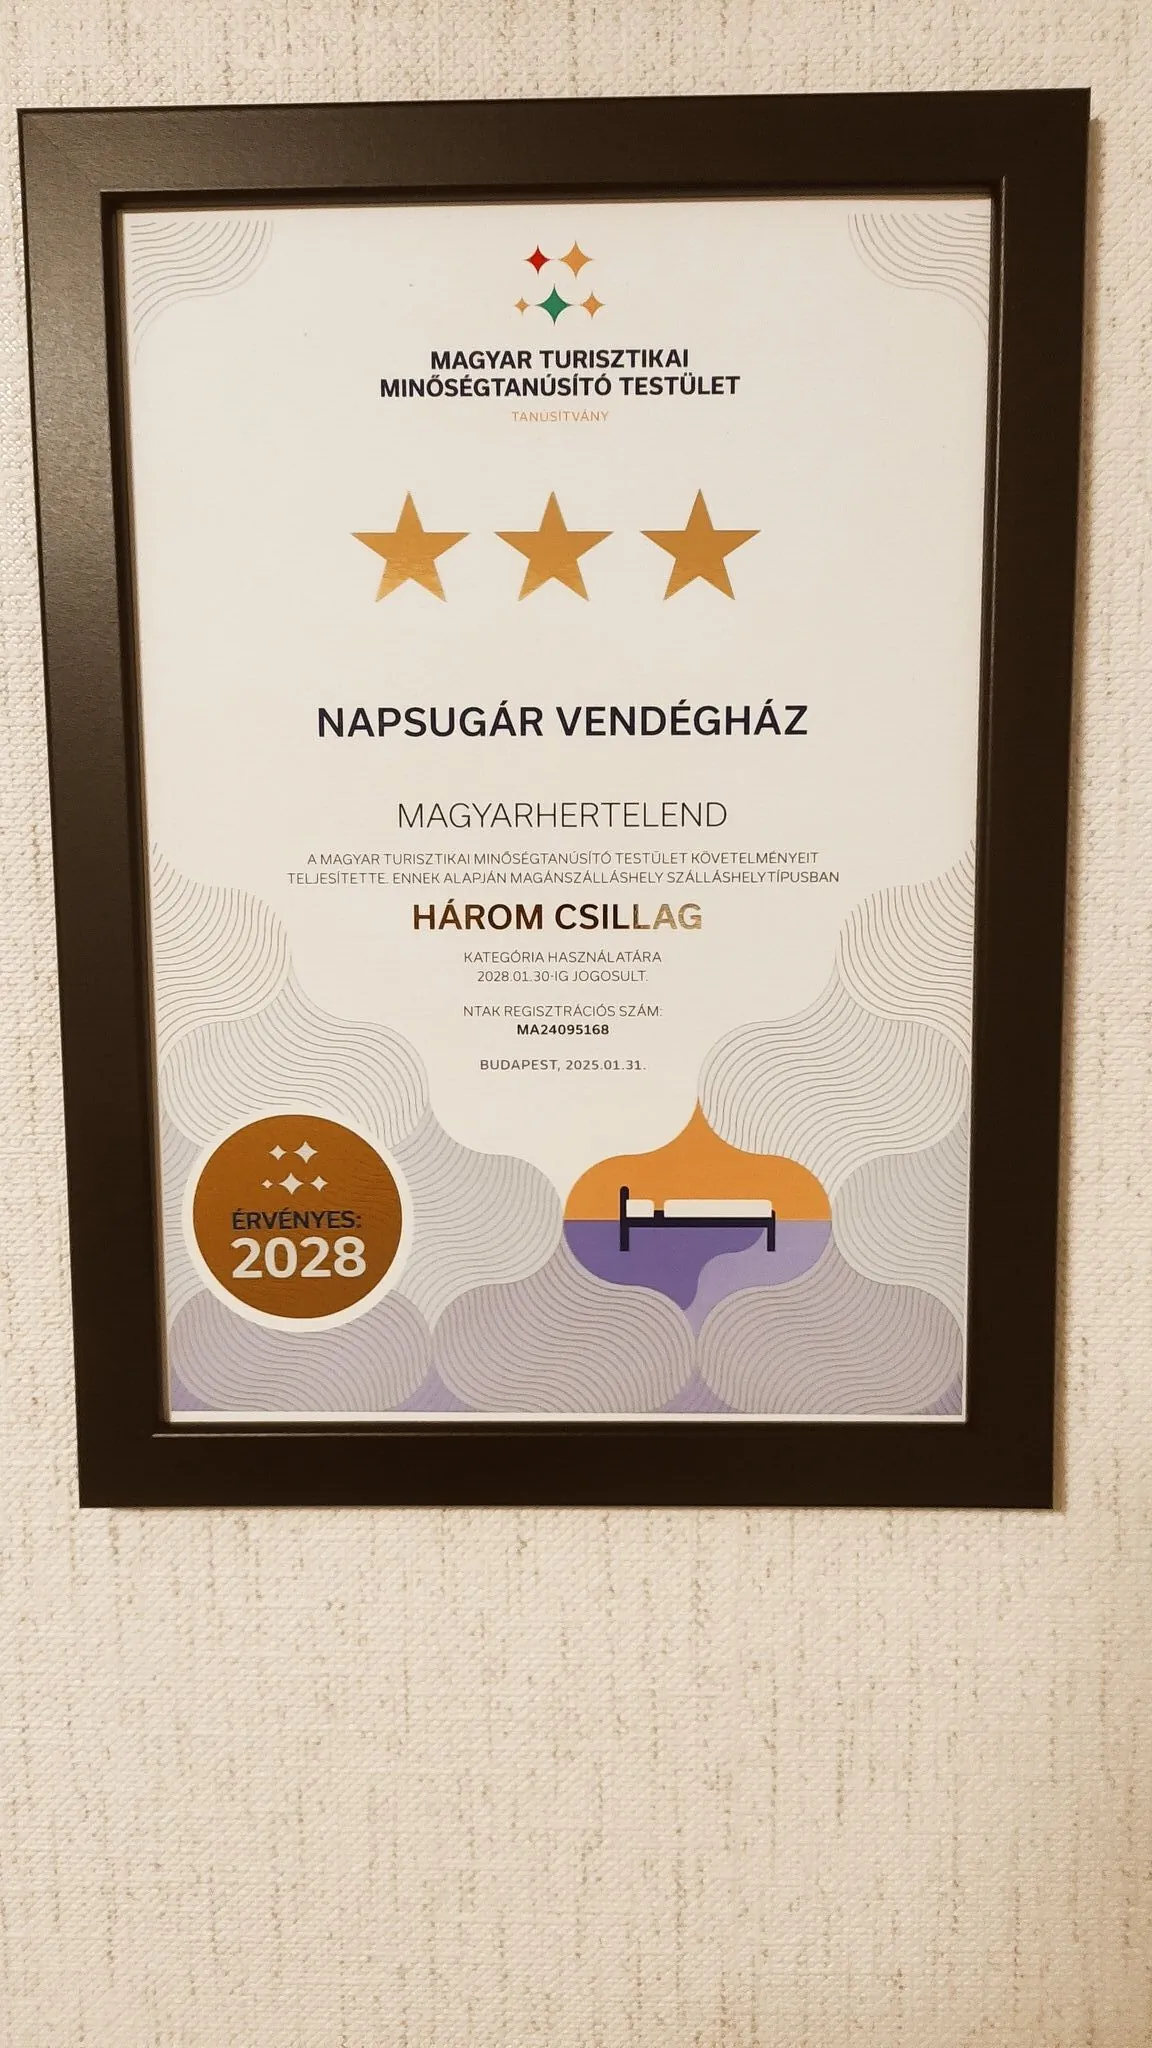 MAGYAR TURISZTIKAI
MINŐSÉGTANÚSÍTÓ TESTÜLET
TANÚSÍTVÁNY
NAPSUGÁR VENDÉGHÁZ
MAGYARHERTELEND
A MAGYAR TURISZTIKAI MINŐSÉGTANÚSÍTÓ TESTÜLET KÖVETELMÉNYEIT
TELJESÍTETTE. ENNEK ALAPJÁN MAGÁNSZÁLLÁSHELY SZÁLLÁSHELYTÍPUSBAN
HÁROM CSILLAG
KATEGÓRIA HASZNÁLATÁRA
2028.01.30-IG JOGOSULT.
NTAK REGISZTRÁCIÓS SZÁM:
MA24095168
BUDAPEST, 2025.01.31.
ÉRVÉNYES:
2028